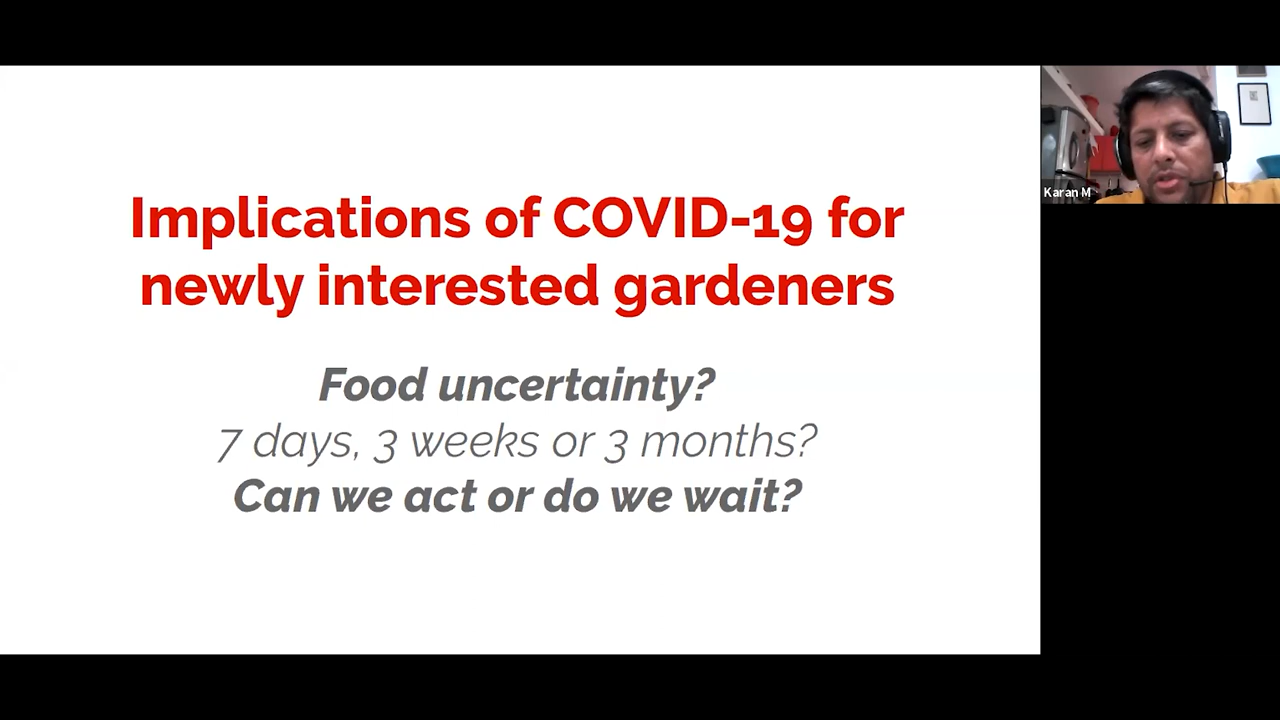 Implications of COVID-19 for
newly interested gardeners
Food uncertainty?
7 days, 3 weeks or 3 months?
Can we act or do we wait?
Karan M